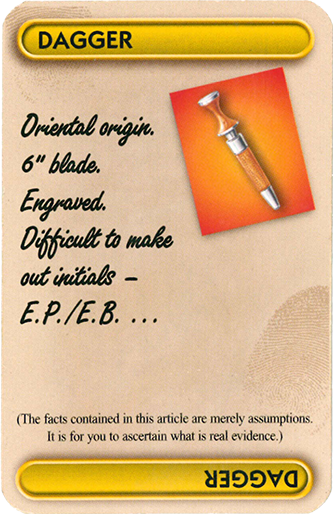 DAGGER
Oriental origin.
6" blade.
Engraved.
Difficult to make
out initials –
E.P./E.B. ...
(The facts contained in this article are merely assumptions.
It is for you to ascertain what is real evidence.)
DAGGER